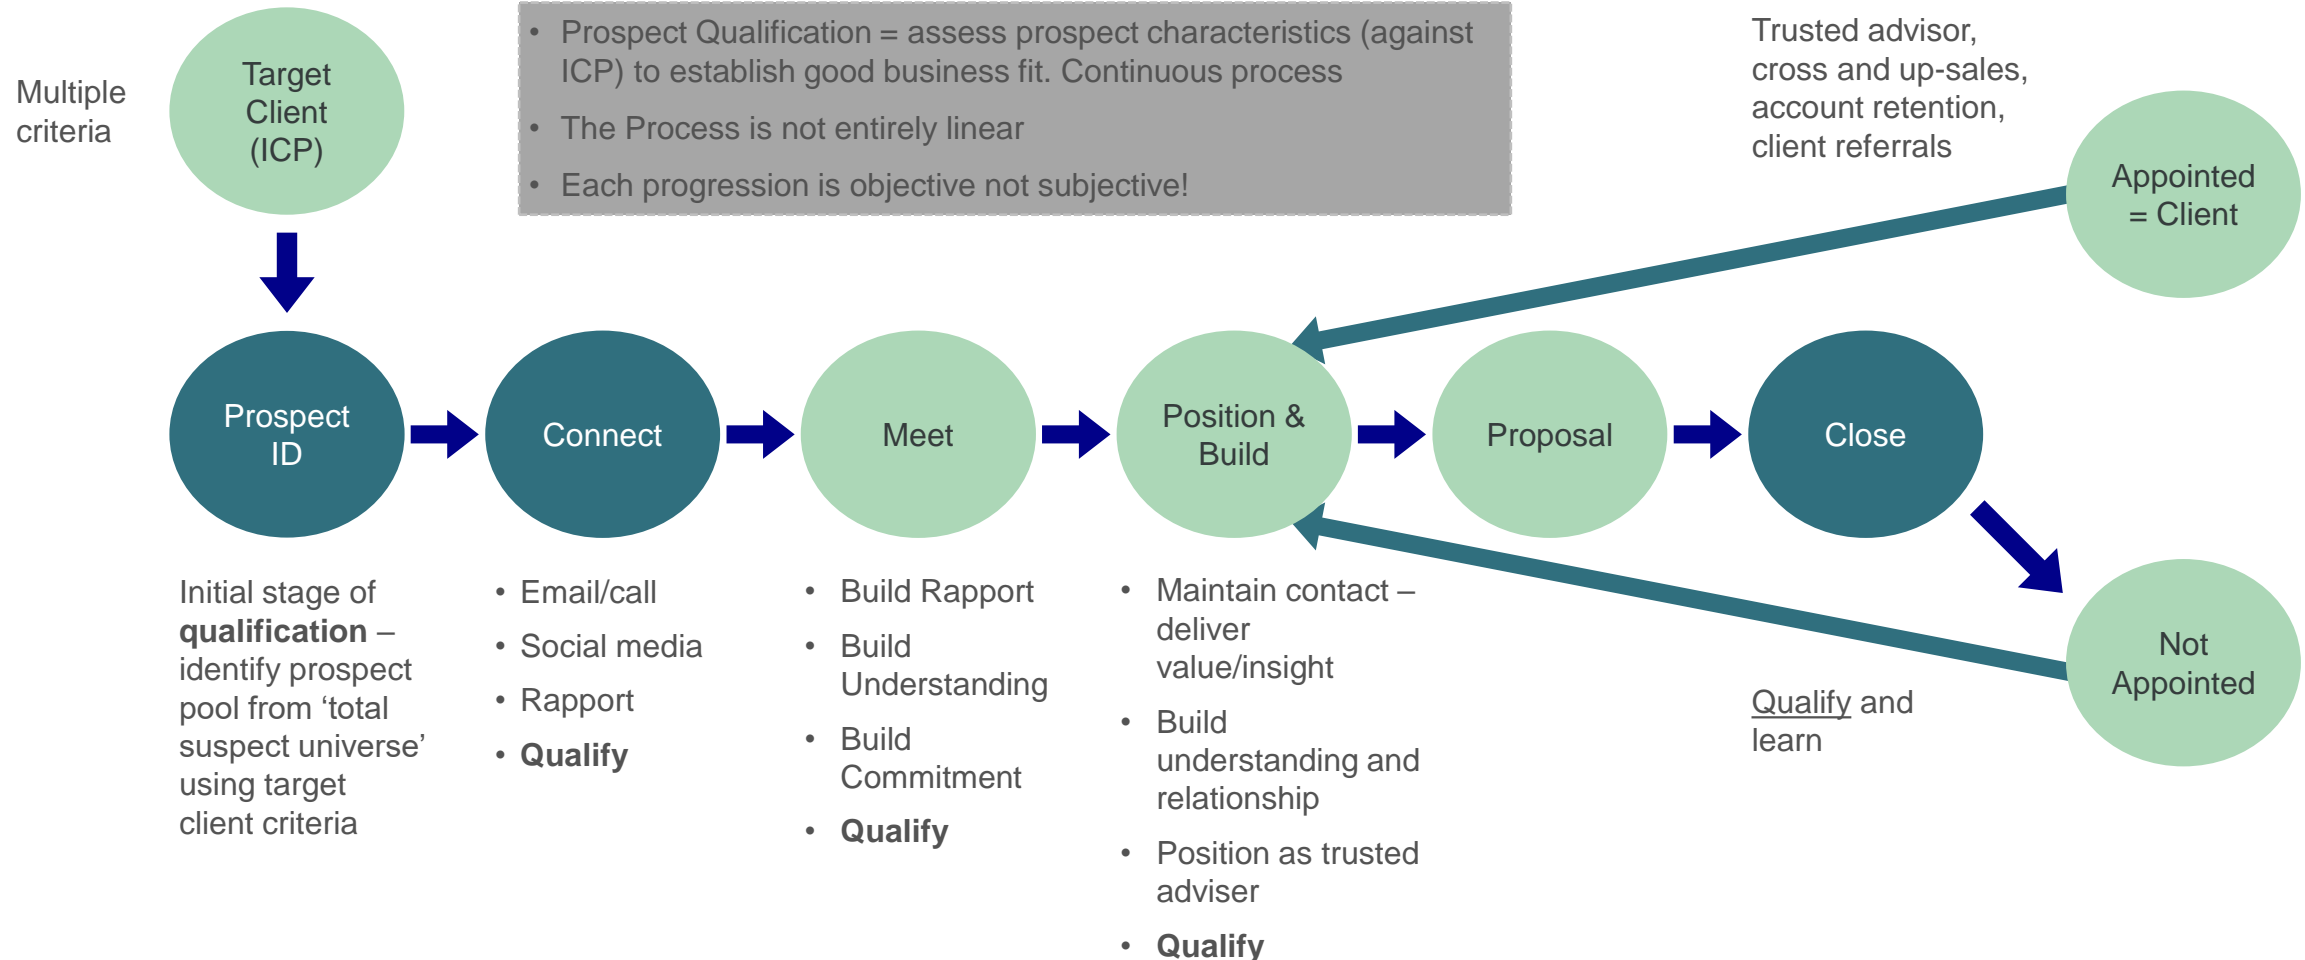 Multiple
criteria
Target
Client
(ICP)
• Prospect Qualification = assess prospect characteristics (against
ICP) to establish good business fit. Continuous process
• The Process is not entirely linear
• Each progression is objective not subjective!
Trusted advisor,
cross and up-sales,
account retention,
client referrals
Appointed
= Client
Prospect
ID
Connect
Meet
Position &
Build
Proposal
Close
Initial stage of
qualification –
identify prospect
pool from ‘total
suspect universe’
using target
client criteria
• Email/call
• Social media
• Rapport
• Qualify
• Build Rapport
• Build
Understanding
• Build
Commitment
• Qualify
• Maintain contact –
deliver
value/insight
• Build
understanding and
relationship
• Position as trusted
adviser
• Qualify
Qualify and
learn
Not
Appointed